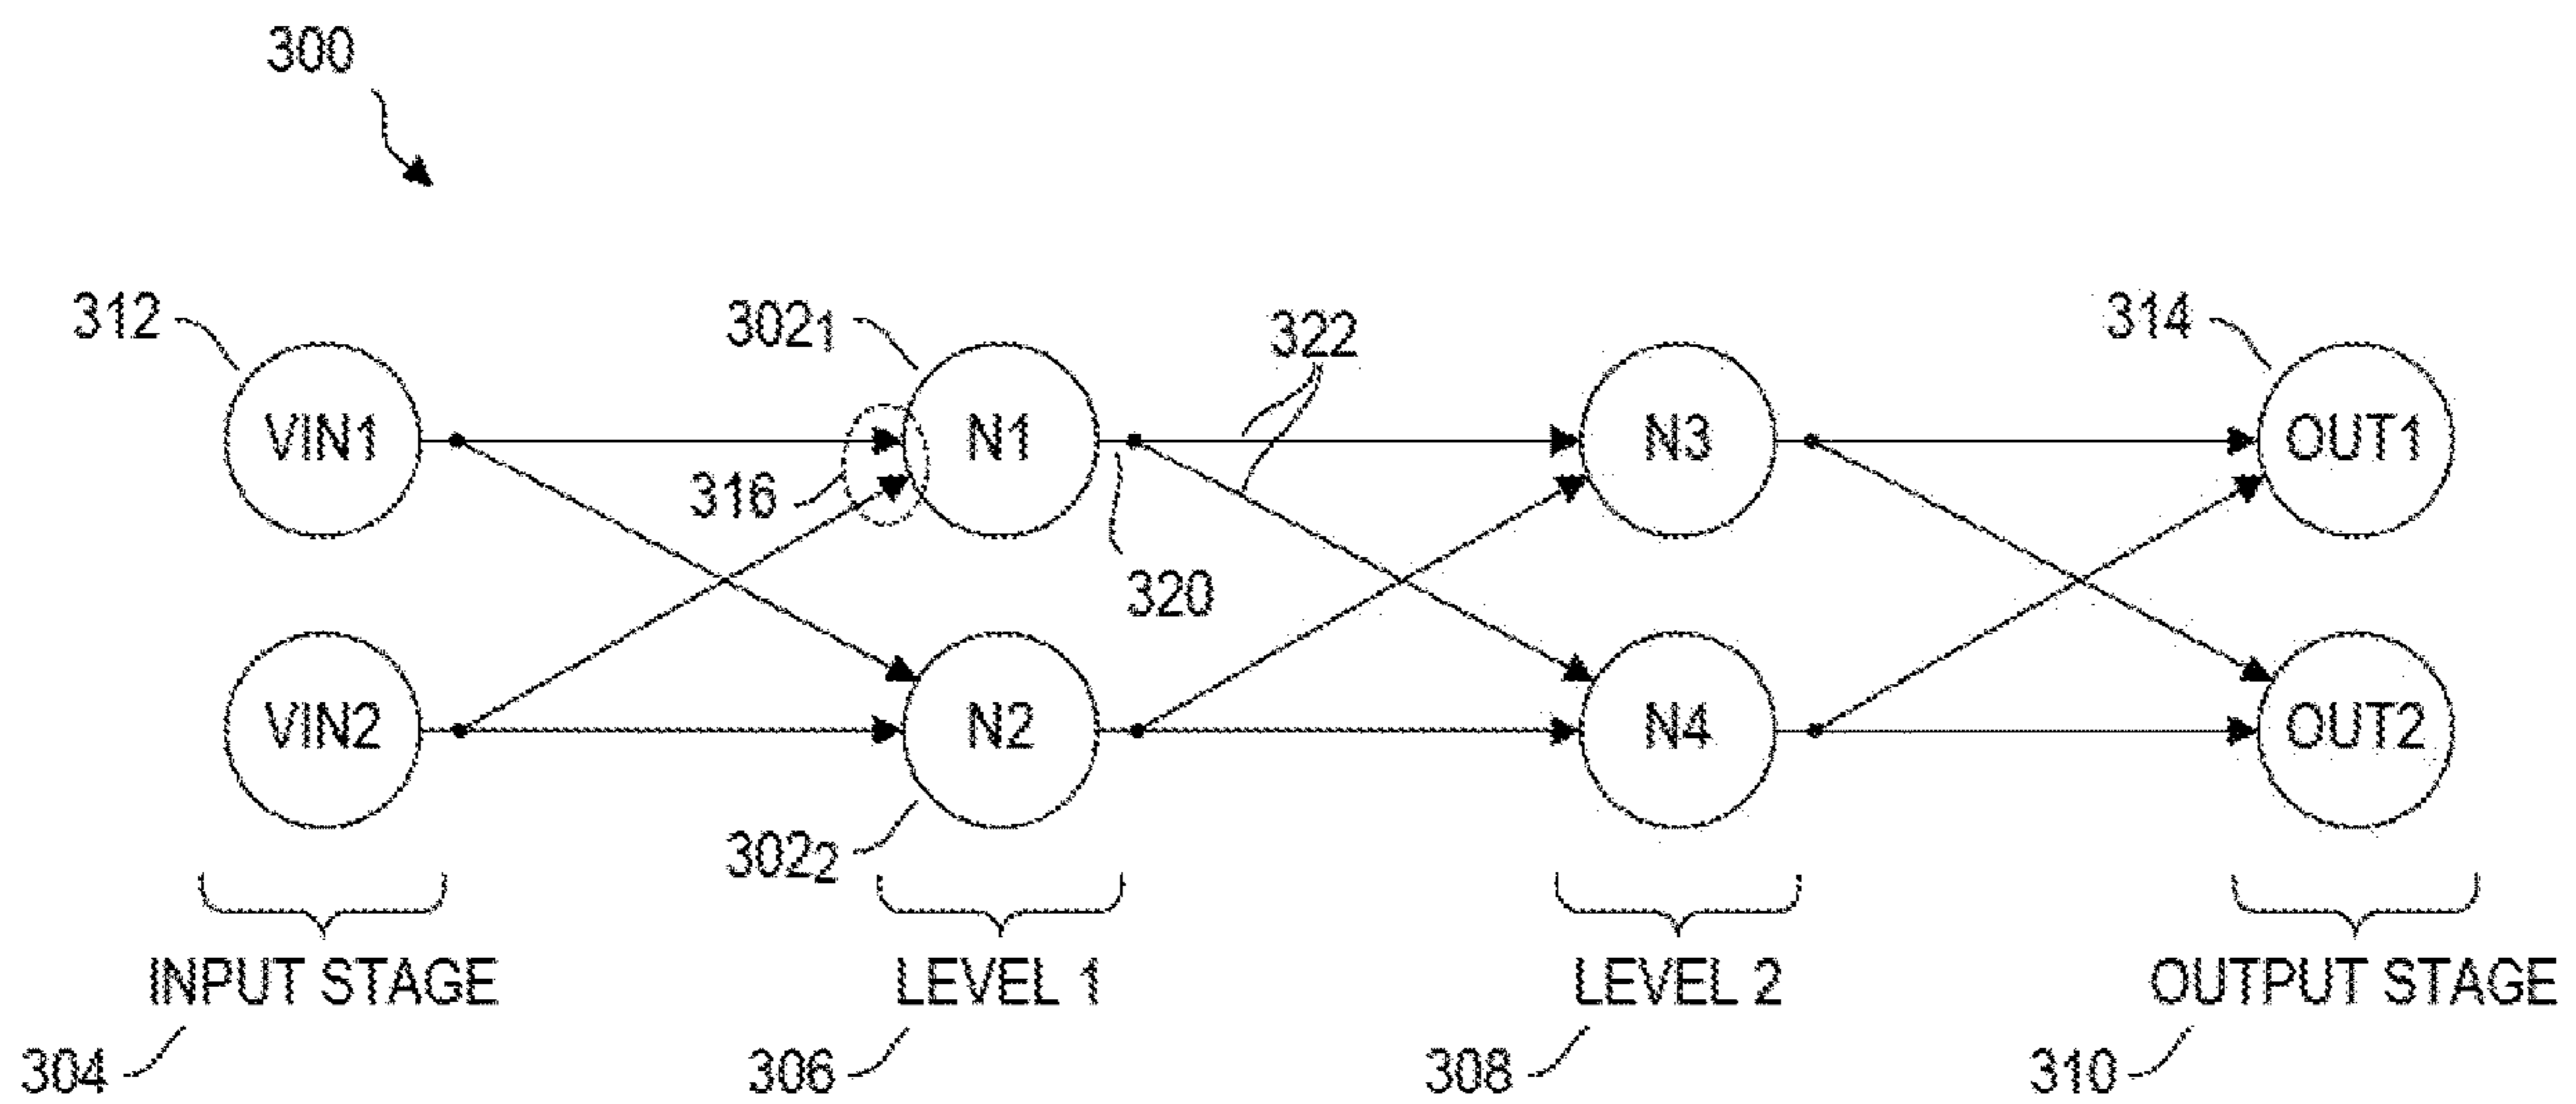 300
312
302₁
322
314
VIN1
N1
N3
OUT1
316
320
VIN2
N2
N4
OUT2
302₂
INPUT STAGE
LEVEL 1
LEVEL 2
OUTPUT STAGE
304
306
308
310